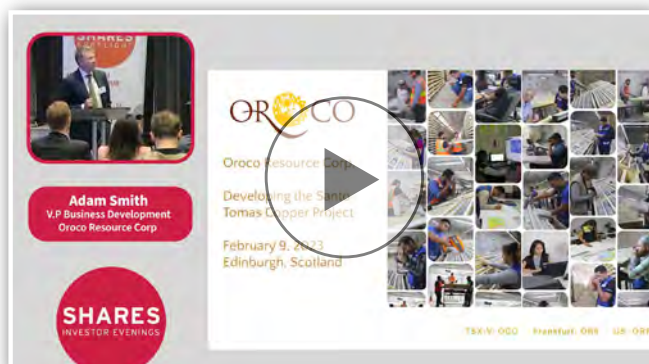 SHARES
SPOTLIGHT
Adam Smith
V.P Business Development
Oroco Resource Corp
SHARES
INVESTOR EVENINGS
OROCO
Oroco Resource Corp
Developing the Santo
Tomas Copper Project
February 9, 2023
Edinburgh, Scotland
TSX-V: OCO Frankfurt: OR6